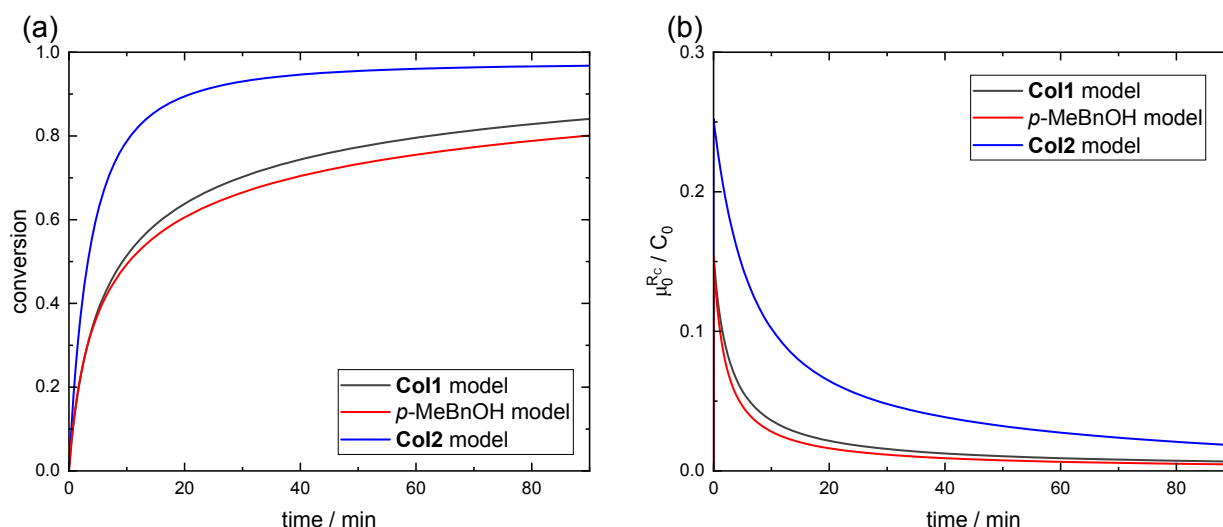 (a)
1.0
0.8
0.6
0.4
0.2
0.0
conversion
0 20 40 60 80
time / min
Col1 model
p-MeBnOH model
Col2 model
(b)
0.3
0.2
0.1
0.0
μ₀^Rc / C₀
0 20 40 60 80
time / min
Col1 model
p-MeBnOH model
Col2 model